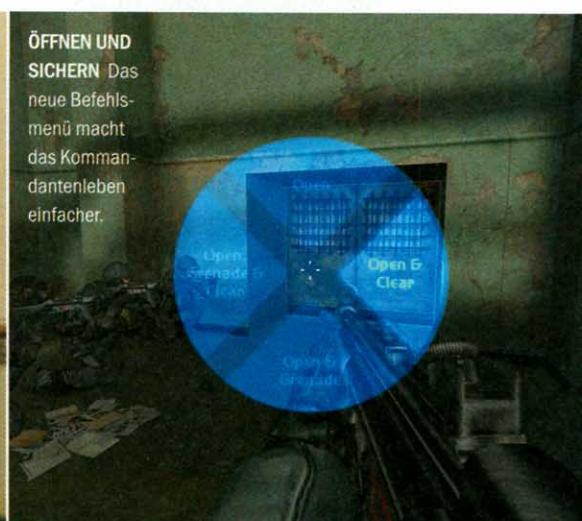 ÖFFNEN UND
SICHERN Das
neue Befehls-
menü macht
das Komman-
dantenleben
einfacher.
Open
Open,
Grenade &
Clear
Open &
Clear
Open &
Grenade